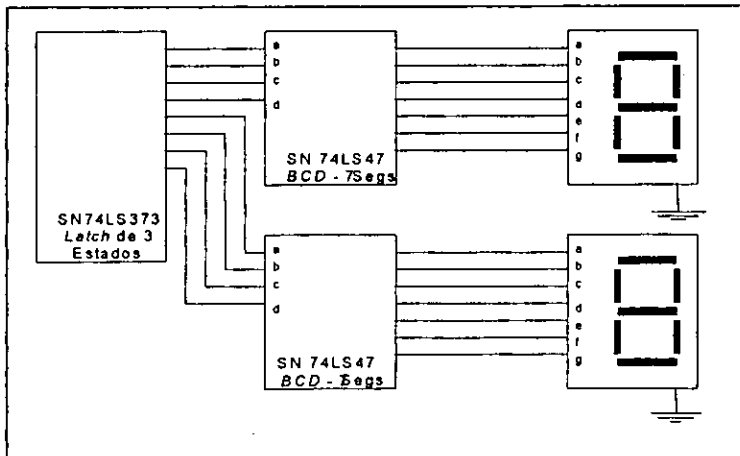 a
b
c
d
SN 74LS47
BCD - 7Segs
a
b
c
d
e
f
g
SN74LS373
Latch de 3
Estados
a
b
c
d
SN 74LS47
a
b
c
d
e
f
g